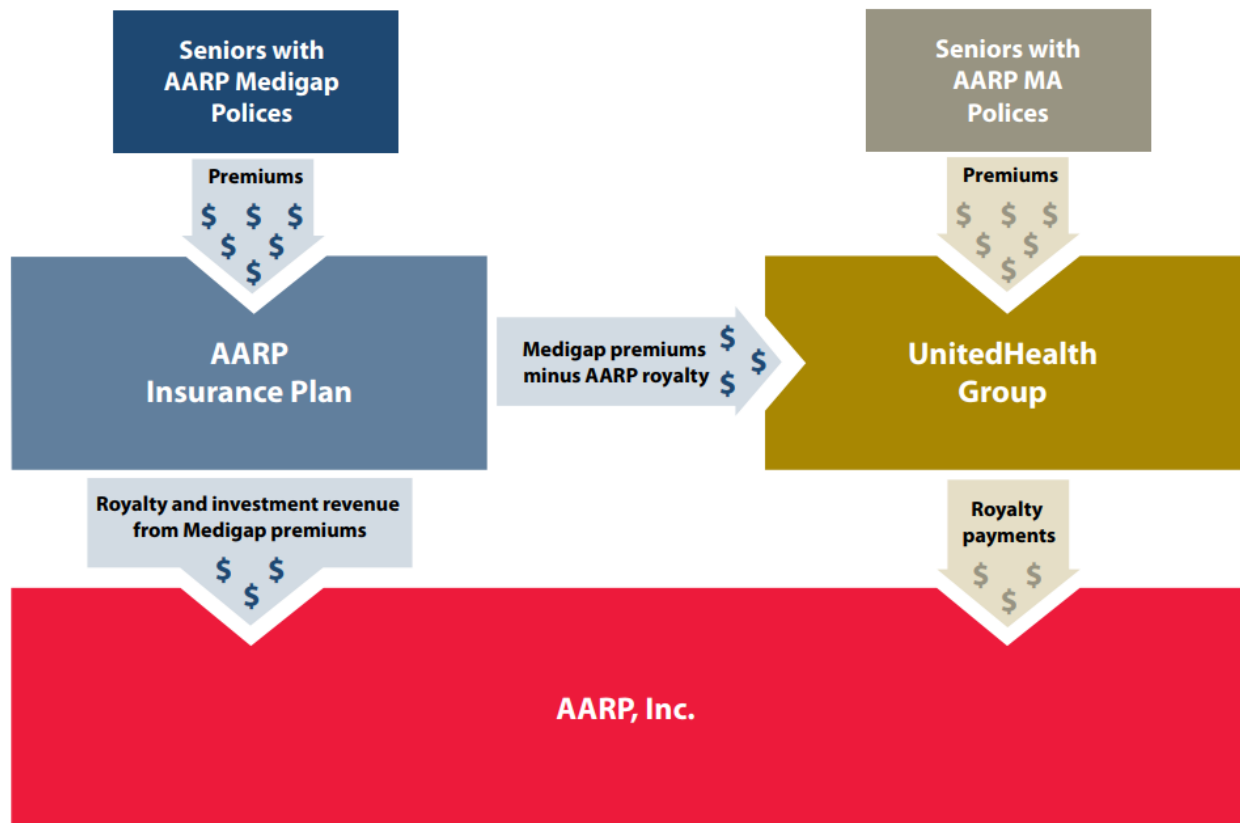 Seniors with
AARP Medigap
Polices
Seniors with
AARP MA
Polices
Premiums
$ $ $
$ $
$
Premiums
$ $ $
$ $
$
AARP
Insurance Plan
Medigap premiums
minus AARP royalty
$
$
$
UnitedHealth
Group
Royalty and investment revenue
from Medigap premiums
$ $
$
Royalty
payments
$ $
$
AARP, Inc.